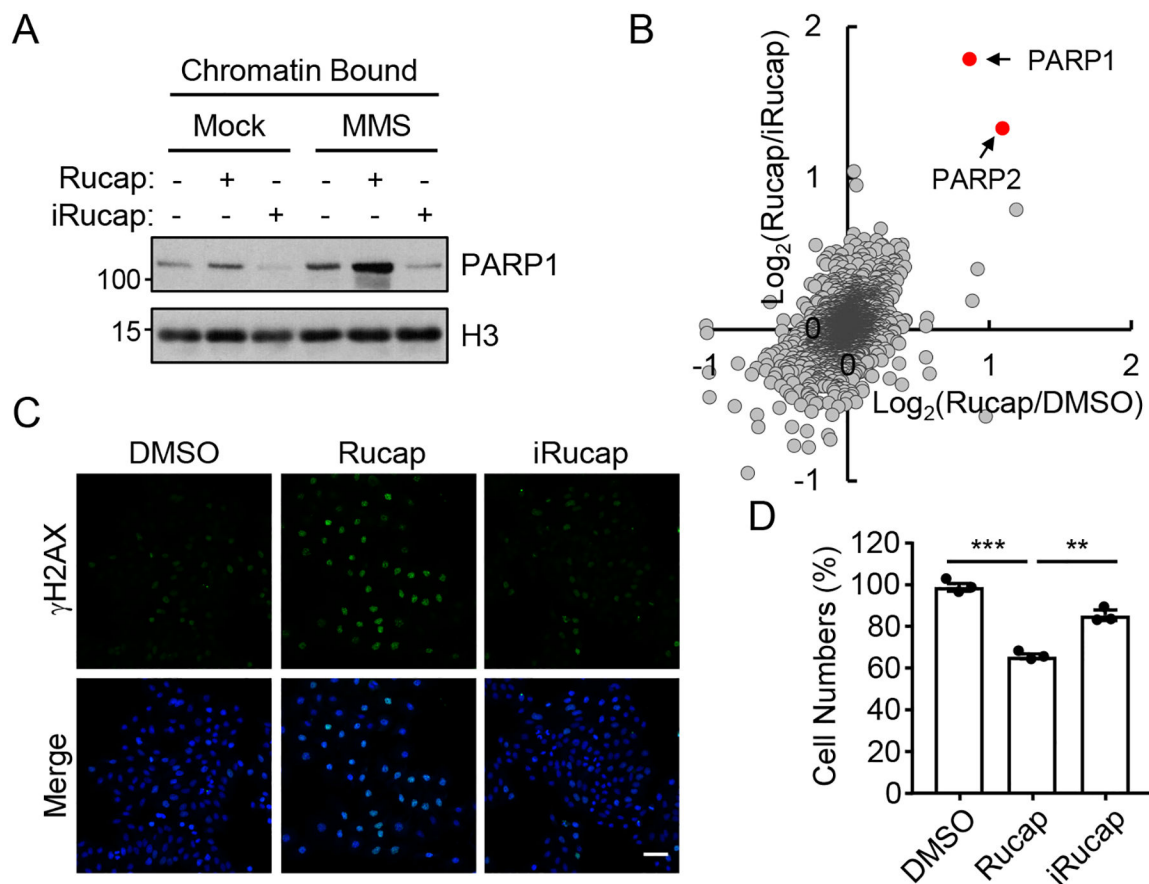 A
Chromatin Bound
Mock MMS
Rucap: - + - - + -
iRucap: - - + - - +
100
PARP1
15
H3
B
2
1
0
-1
-1 0 1 2
Log₂(Rucap/iRucap)
Log₂(Rucap/DMSO)
PARP1
PARP2
C
DMSO Rucap iRucap
γH2AX
Merge
D
*** **
120
100
80
60
40
20
0
Cell Numbers (%)
DMSO Rucap iRucap